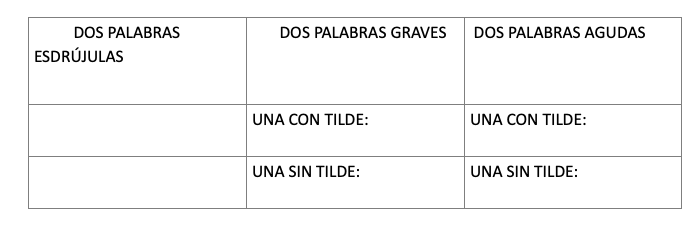 DOS PALABRAS
ESDRÚJULAS
DOS PALABRAS GRAVES
DOS PALABRAS AGUDAS
UNA CON TILDE:
UNA CON TILDE:
UNA SIN TILDE:
UNA SIN TILDE: